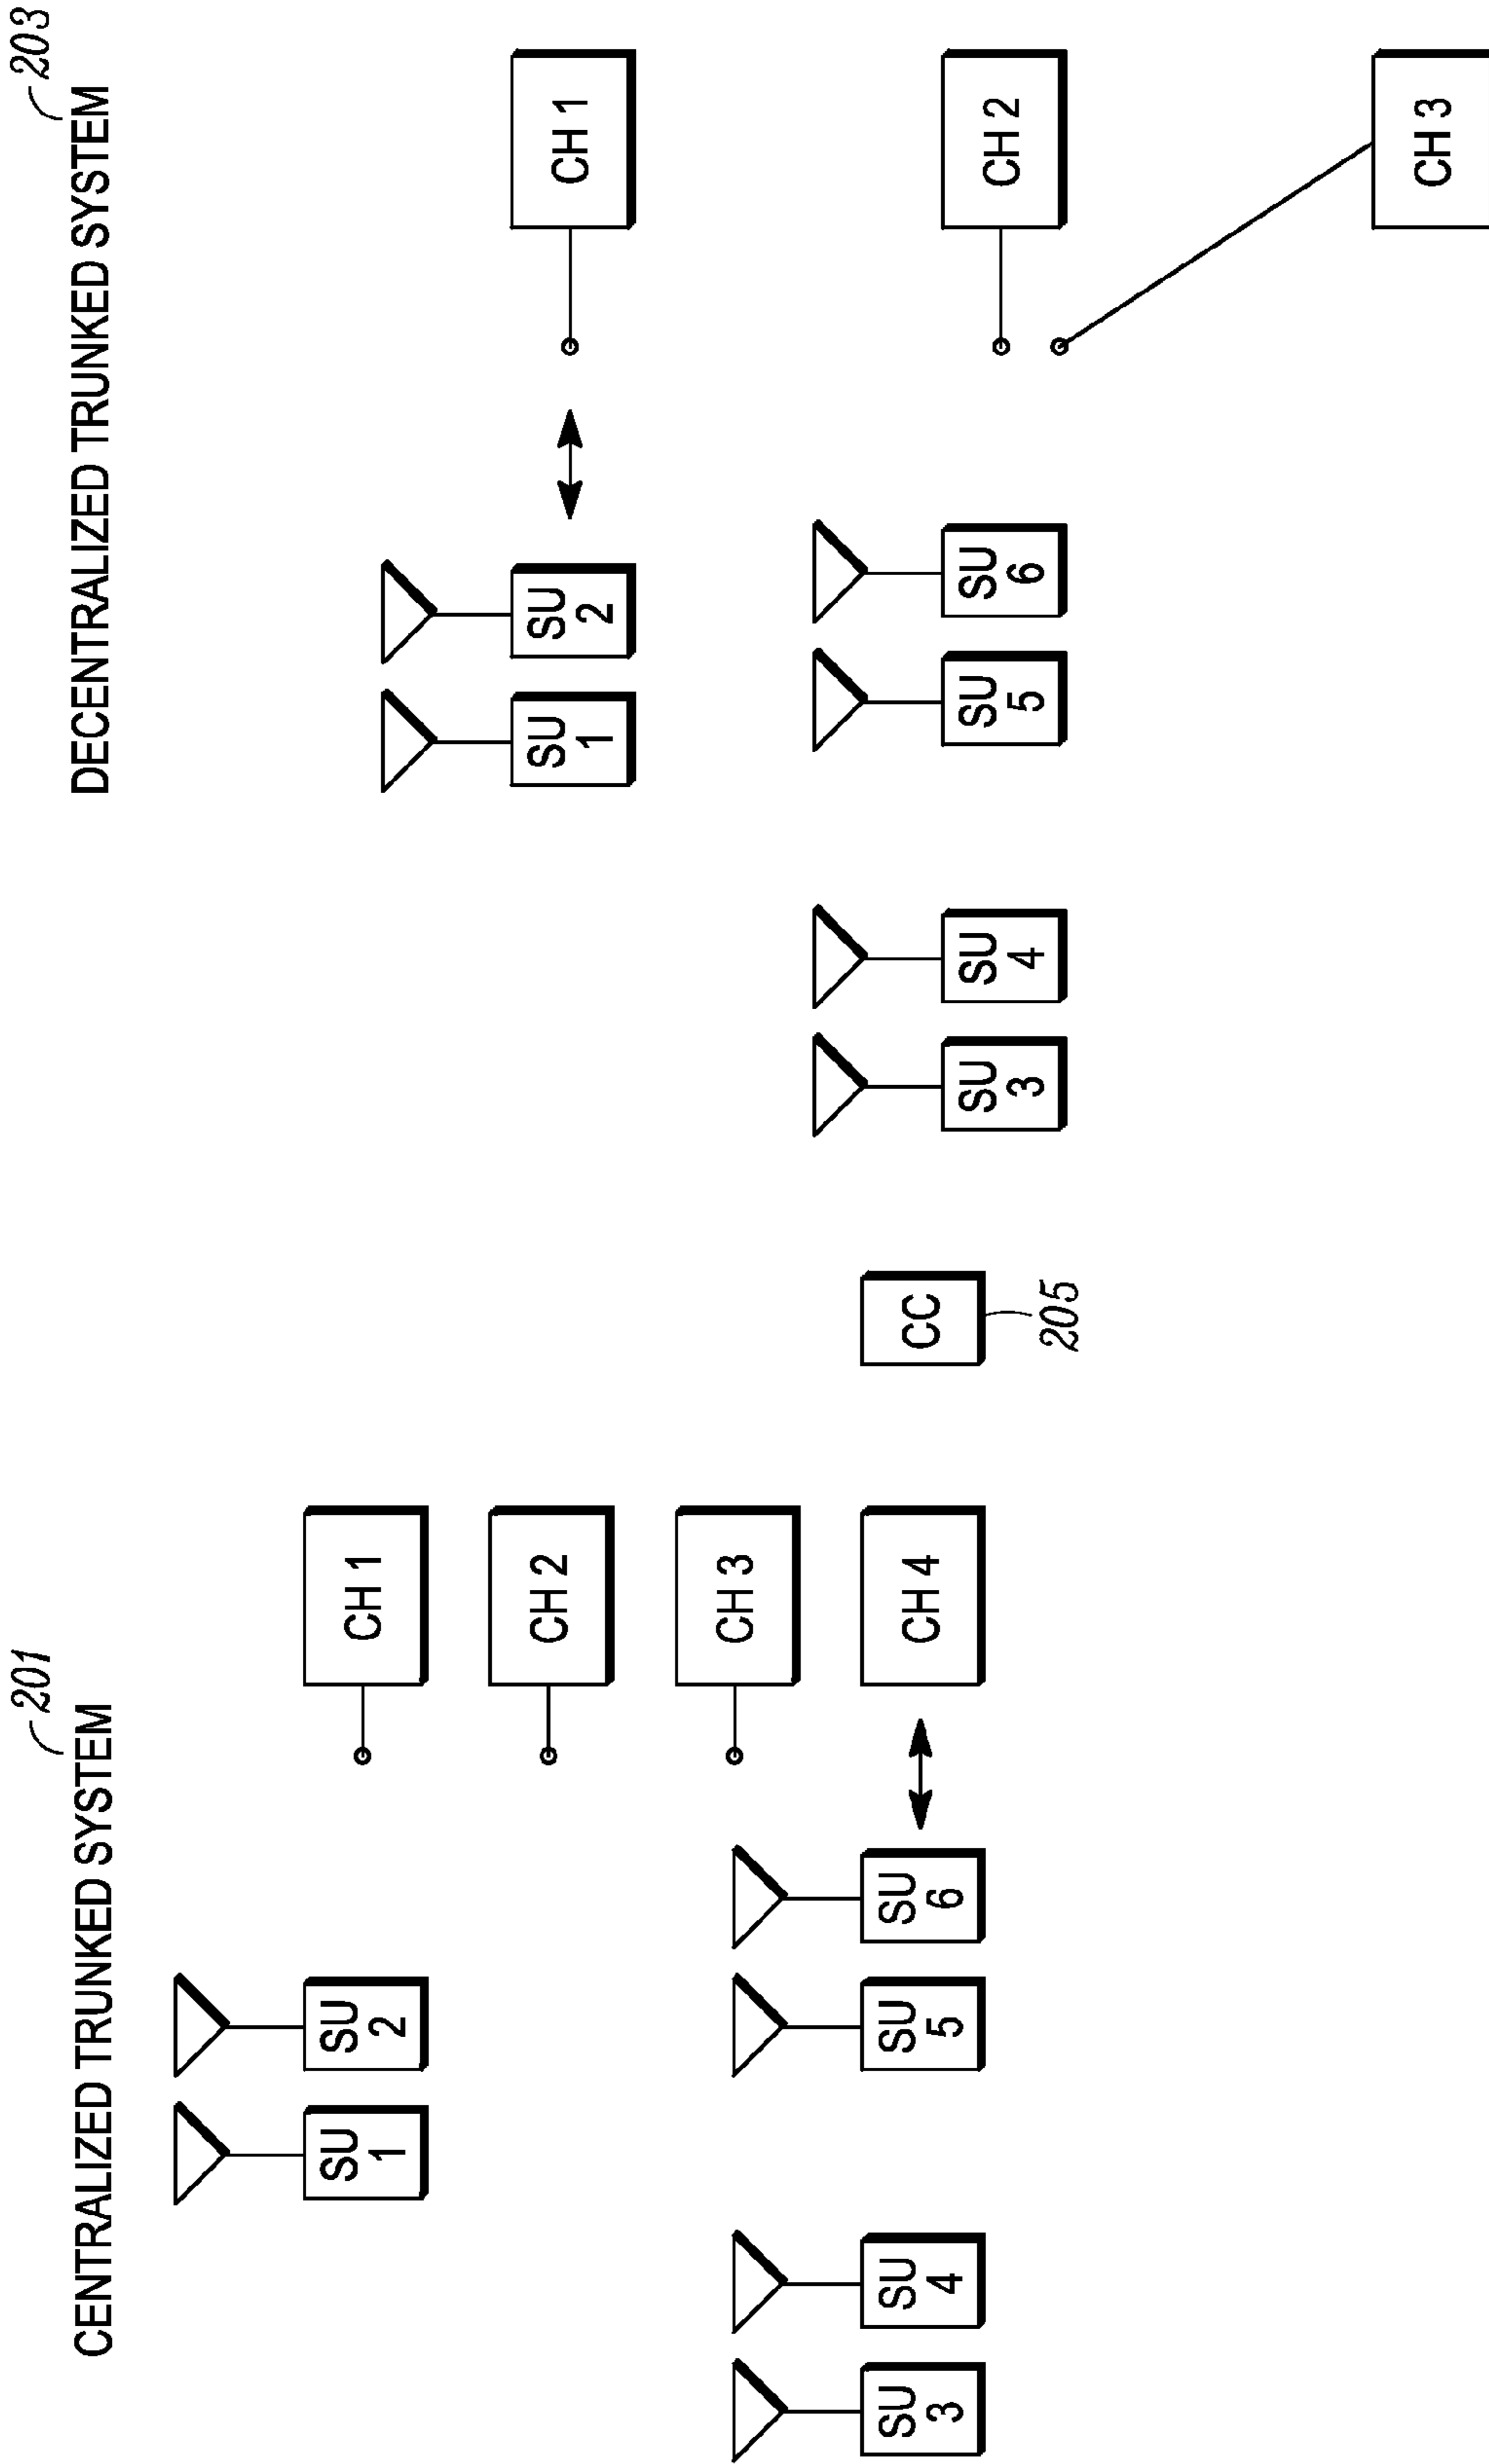 CENTRALIZED TRUNKED SYSTEM
201
SU
1
SU
2
CH 1
CH 2
CH 3
SU
3
SU
4
SU
5
SU
6
CH 4
CC
205
DECENTRALIZED TRUNKED SYSTEM
203
SU
1
SU
2
CH 1
SU
3
SU
4
SU
5
SU
6
CH 2
CH 3